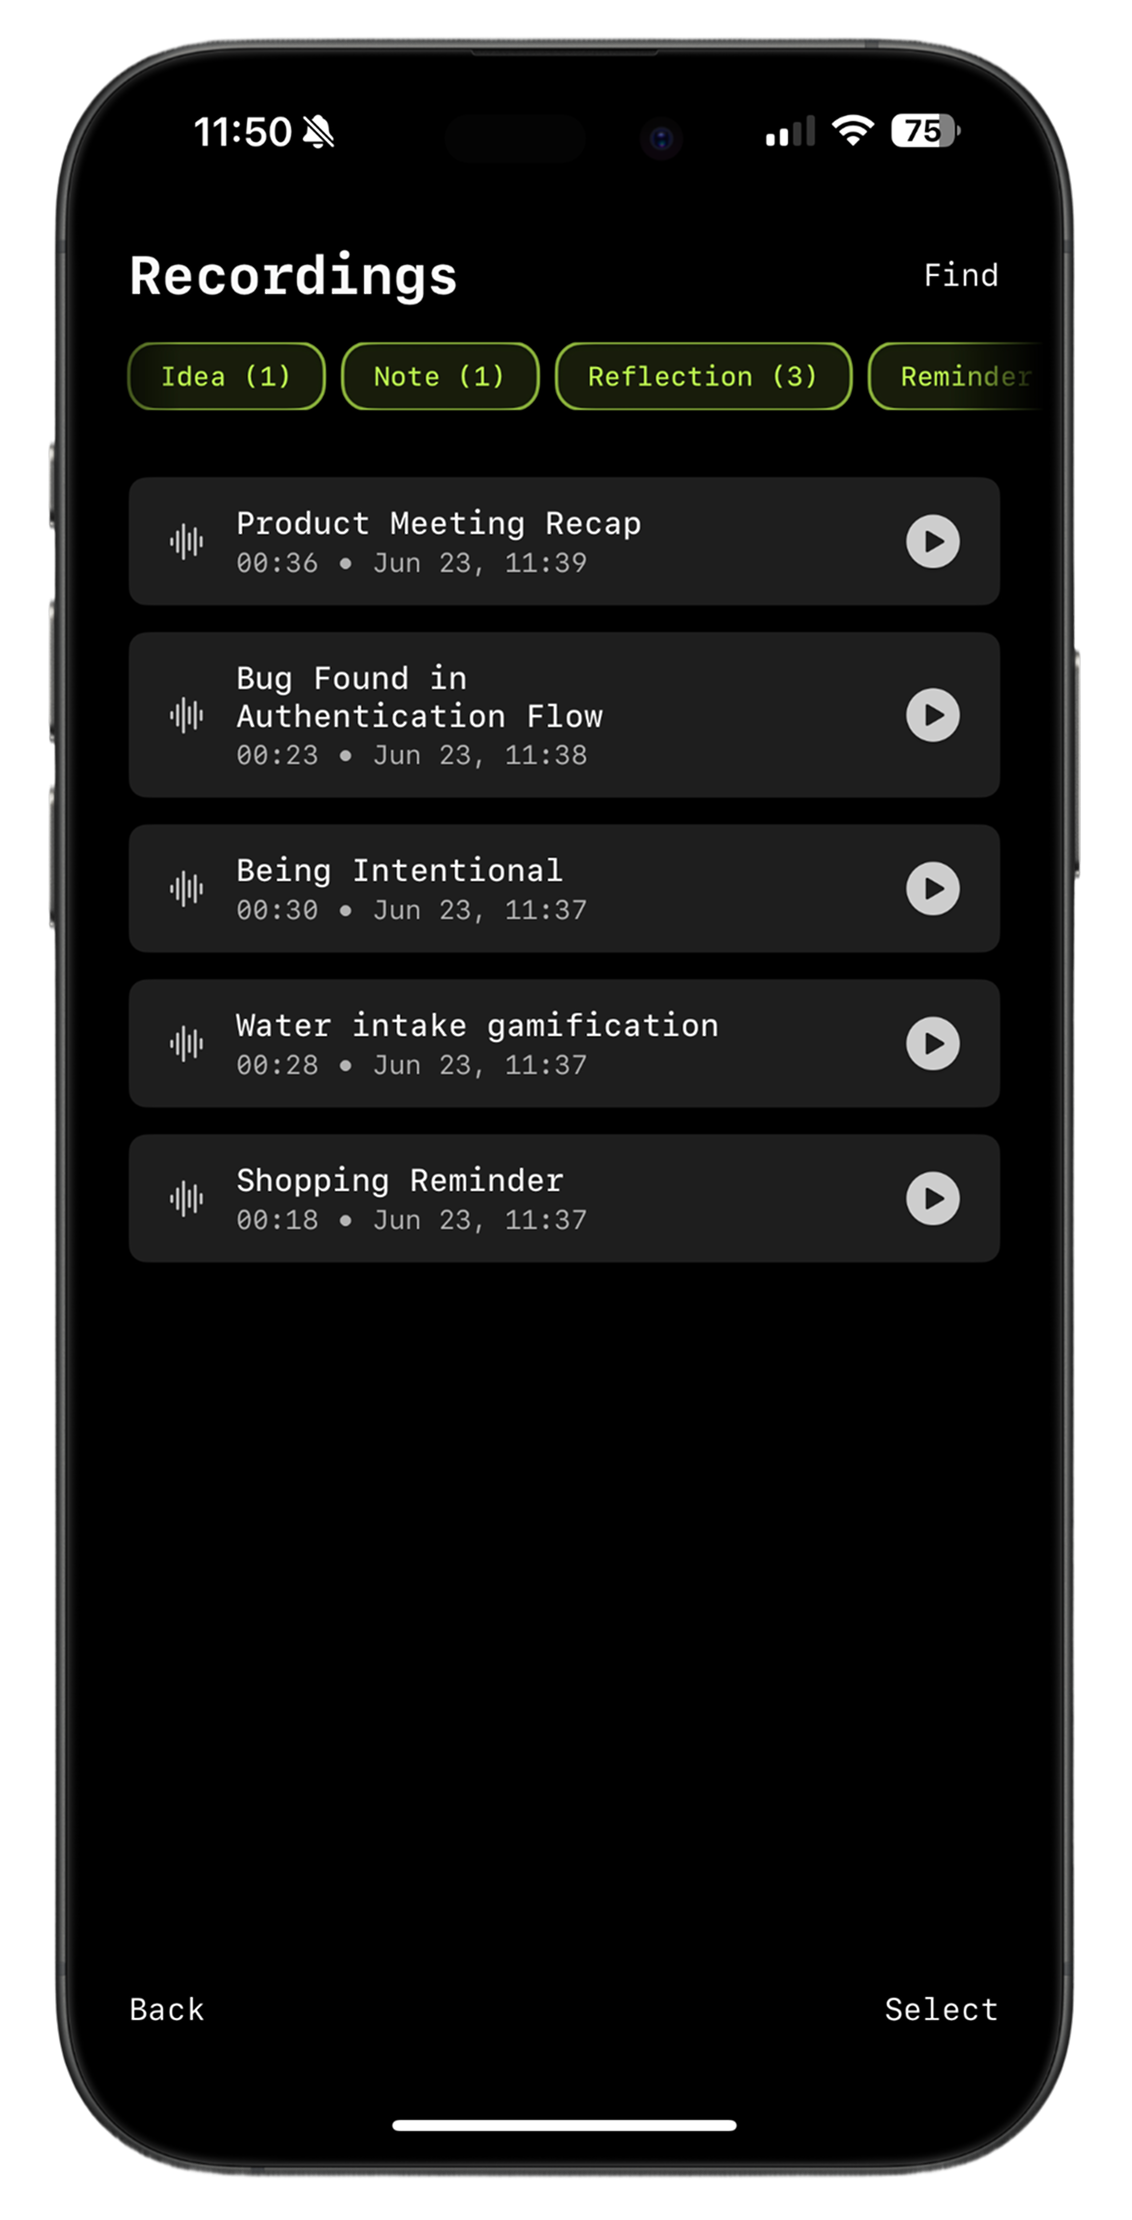 11:50
75
Recordings
Find
Idea (1)
Note (1)
Reflection (3)
Reminder
Product Meeting Recap
00:36 • Jun 23, 11:39
Bug Found in
Authentication Flow
00:23 • Jun 23, 11:38
Being Intentional
00:30 • Jun 23, 11:37
Water intake gamification
00:28 • Jun 23, 11:37
Shopping Reminder
00:18 • Jun 23, 11:37
Back
Select